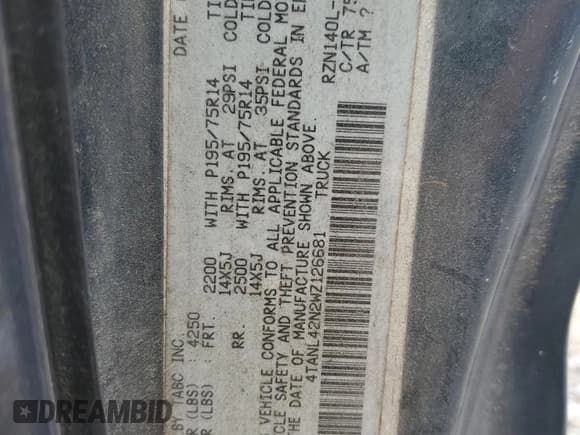 BY TABC INC. DATE
R (LBS) : 4250
R (LBS) : FRT. 2200 WITH P195/75R14
14X5J RIMS. AT 29PSI COLD
RR. 2500 WITH P195/75R14
14X5J RIMS. AT 35PSI COLD
VEHICLE CONFORMS TO ALL APPLICABLE FEDERAL MO
CLE SAFETY AND THEFT PREVENTION STANDARDS IN E
THE DATE OF MANUFACTURE SHOWN ABOVE.
4TANL42N2WZ126681 TRUCK
RZN140L-
C/TR 75
A/TM ?
DREAMBID